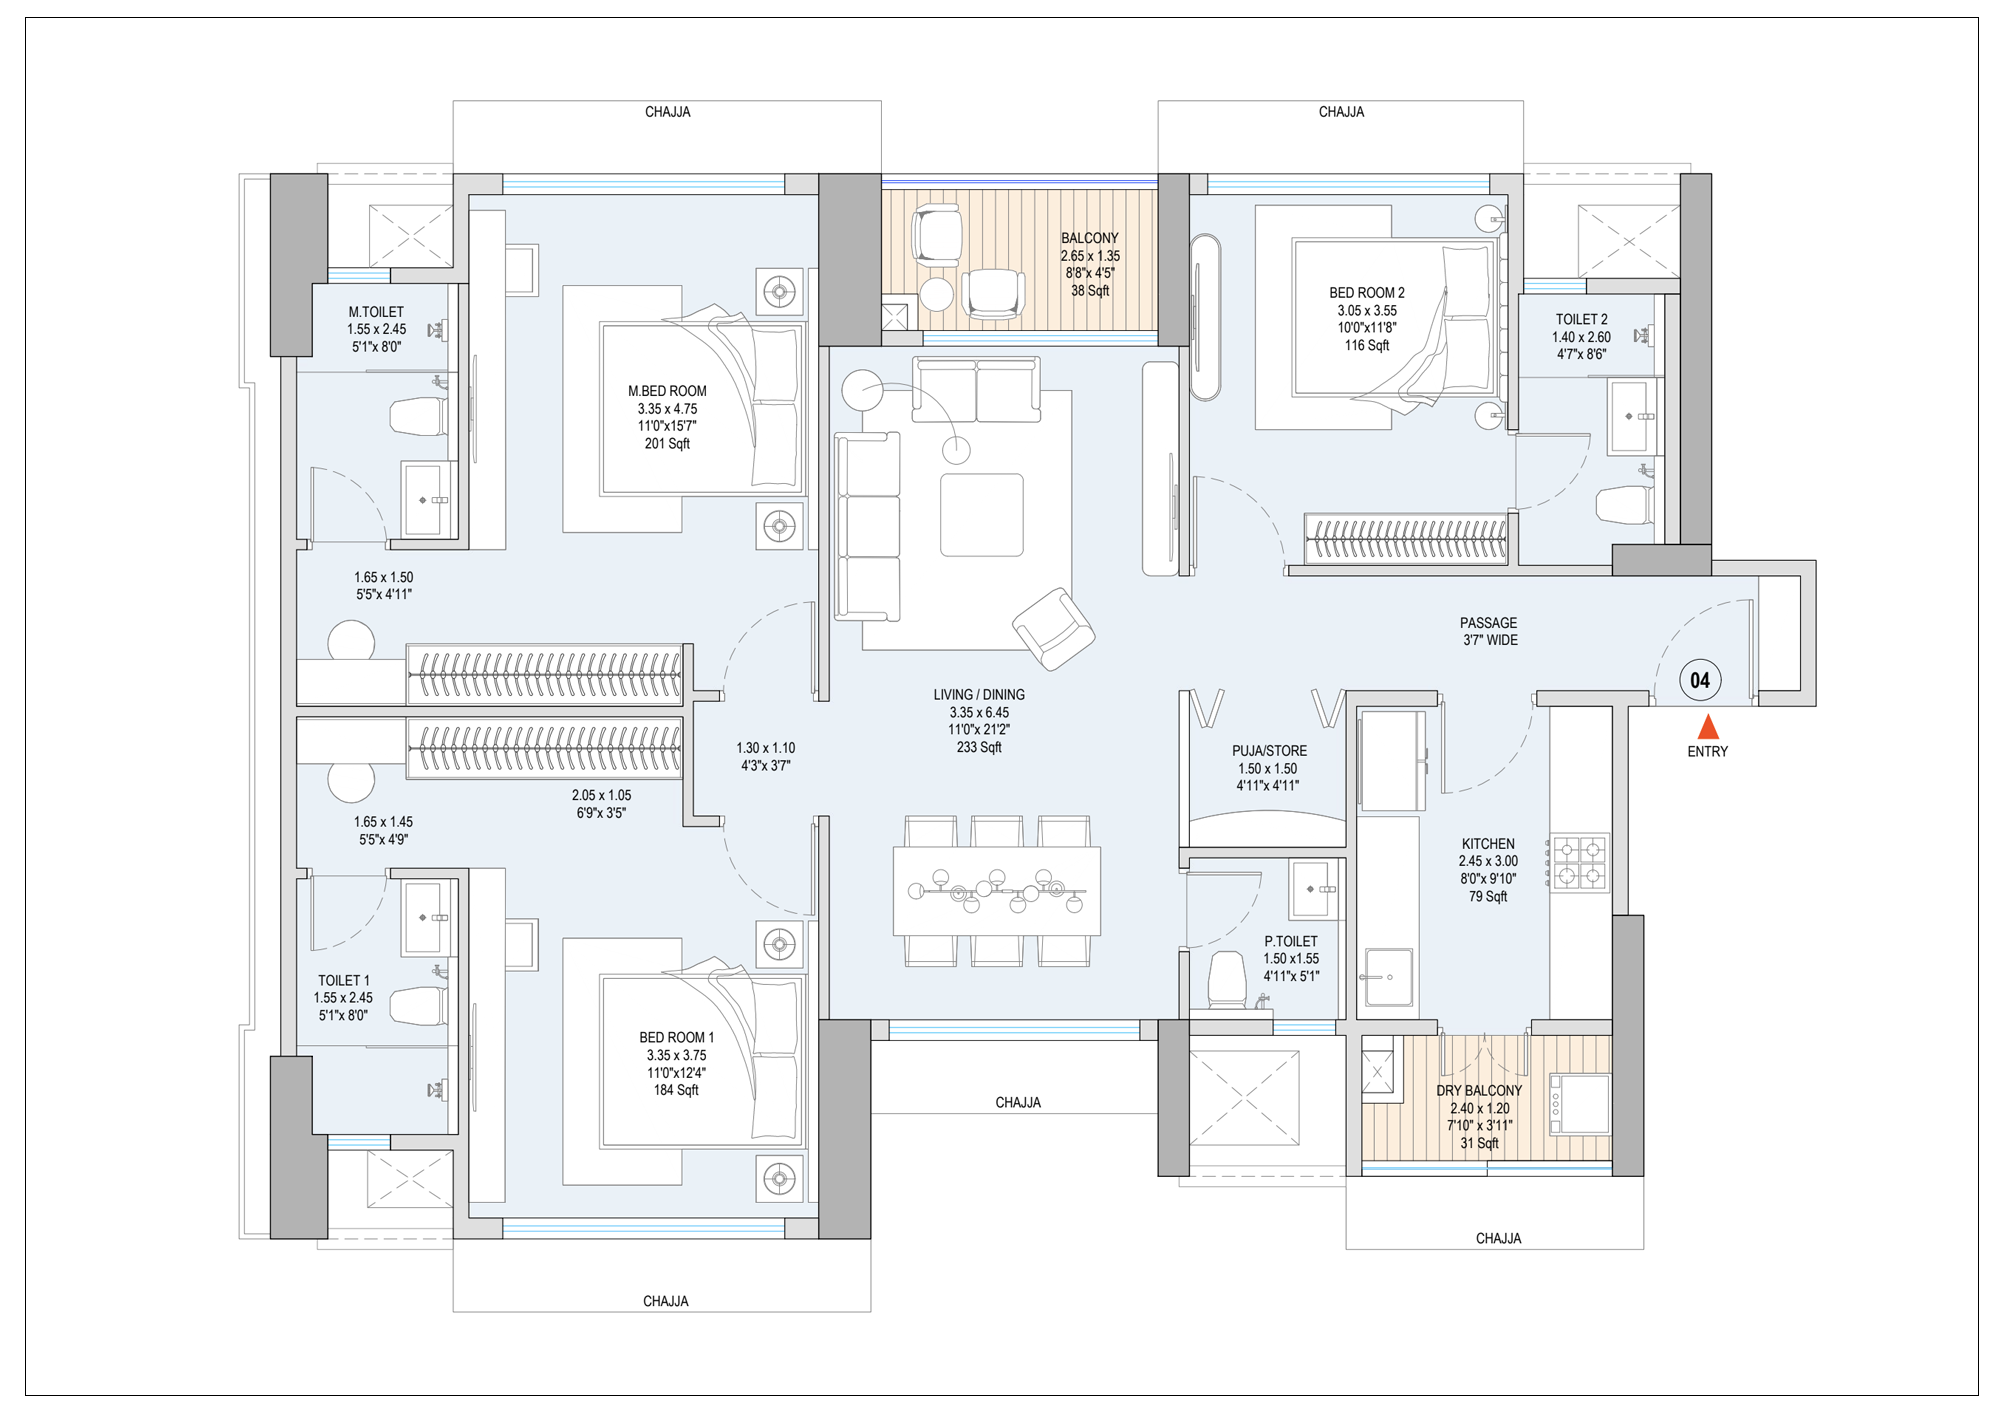 CHAJJA
CHAJJA
BALCONY
2.65 x 1.35
8'8"x 4'5"
38 Sqft
M.TOILET
1.55 x 2.45
5'1"x 8'0"
BED ROOM 2
3.05 x 3.55
10'0"x11'8"
116 Sqft
TOILET 2
1.40 x 2.60
4'7"x 8'6"
M.BED ROOM
3.35 x 4.75
11'0"x15'7"
201 Sqft
1.65 x 1.50
5'5"x 4'11"
PASSAGE
3'7" WIDE
04
ENTRY
LIVING / DINING
3.35 x 6.45
11'0"x 21'2"
233 Sqft
1.30 x 1.10
4'3"x 3'7"
PUJA/STORE
1.50 x 1.50
4'11"x 4'11"
2.05 x 1.05
6'9"x 3'5"
1.65 x 1.45
5'5"x 4'9"
KITCHEN
2.45 x 3.00
8'0"x 9'10"
79 Sqft
P.TOILET
1.50 x1.55
4'11"x 5'1"
TOILET 1
1.55 x 2.45
5'1"x 8'0"
BED ROOM 1
3.35 x 3.75
11'0"x12'4"
184 Sqft
DRY BALCONY
2.40 x 1.20
7'10" x 3'11"
31 Sqft
CHAJJA
CHAJJA
CHAJJA